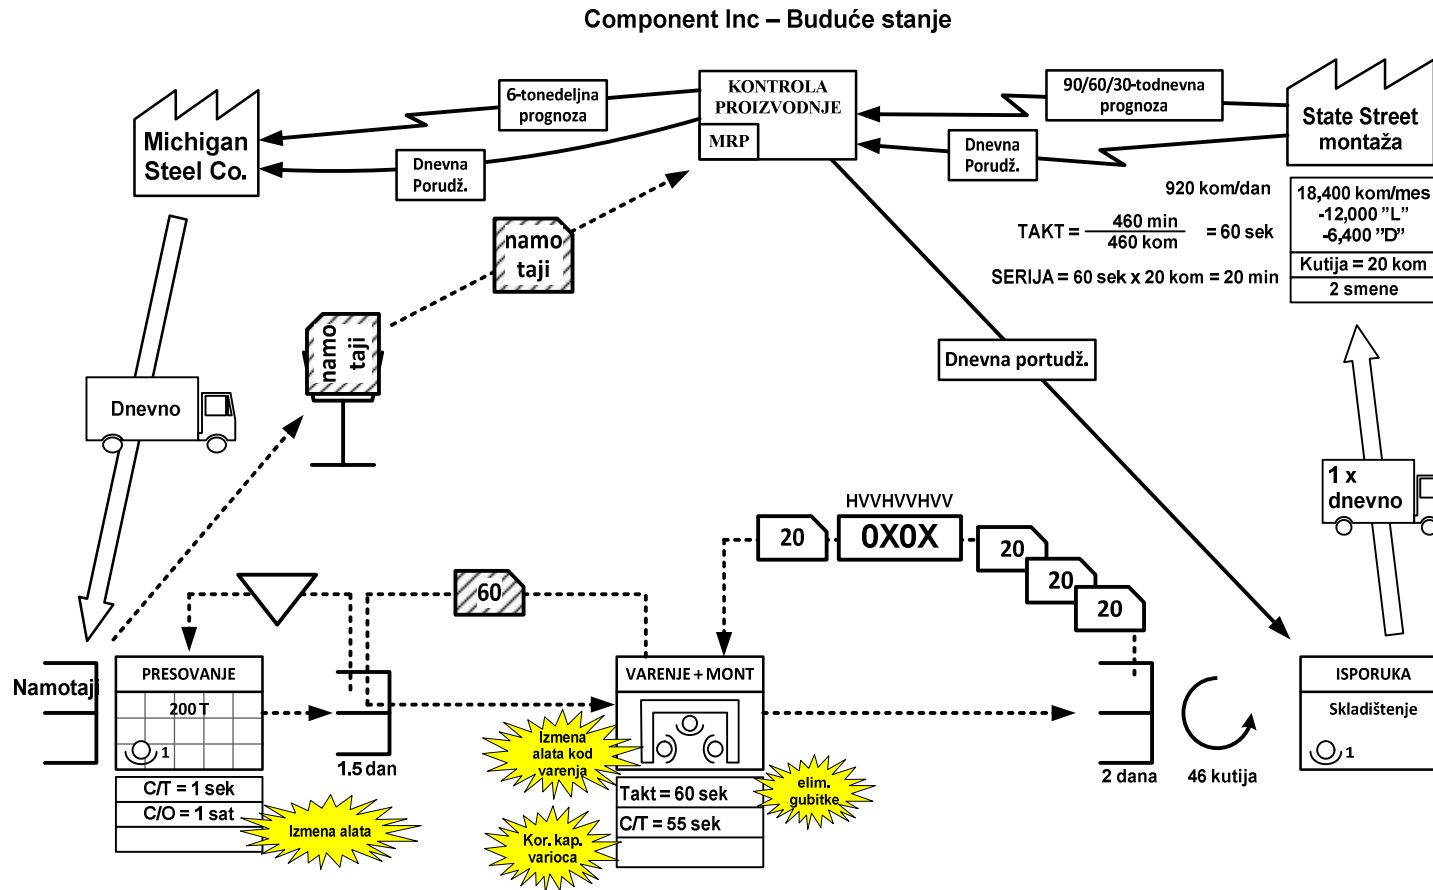 Component Inc – Buduće stanje
Michigan
Steel Co.
6-tonedeljna
prognoza
Dnevna
Porudž.
KONTROLA
PROIZVODNJE
MRP
90/60/30-todnevna
prognoza
Dnevna
Porudž.
State Street
montaža
920 kom/dan
TAKT = 460 min
460 kom
= 60 sek
SERIJA = 60 sek x 20 kom = 20 min
18,400 kom/mes
-12,000 ”L”
-6,400 ”D”
Kutija = 20 kom
2 smene
namo
taji
namo
taji
Dnevno
Dnevna portudž.
1 x
dnevno
HVVHVVHVV
20
0X0X
20
20
20
60
Namotaji
PRESOVANJE
200 T
1
C/T = 1 sek
C/O = 1 sat
Izmena alata
1.5 dan
VARENJE + MONT
Izmena
alata kod
varenja
Takt = 60 sek
C/T = 55 sek
elim.
gubitke
Kor. kap.
varioca
2 dana
46 kutija
ISPORUKA
Skladištenje
1